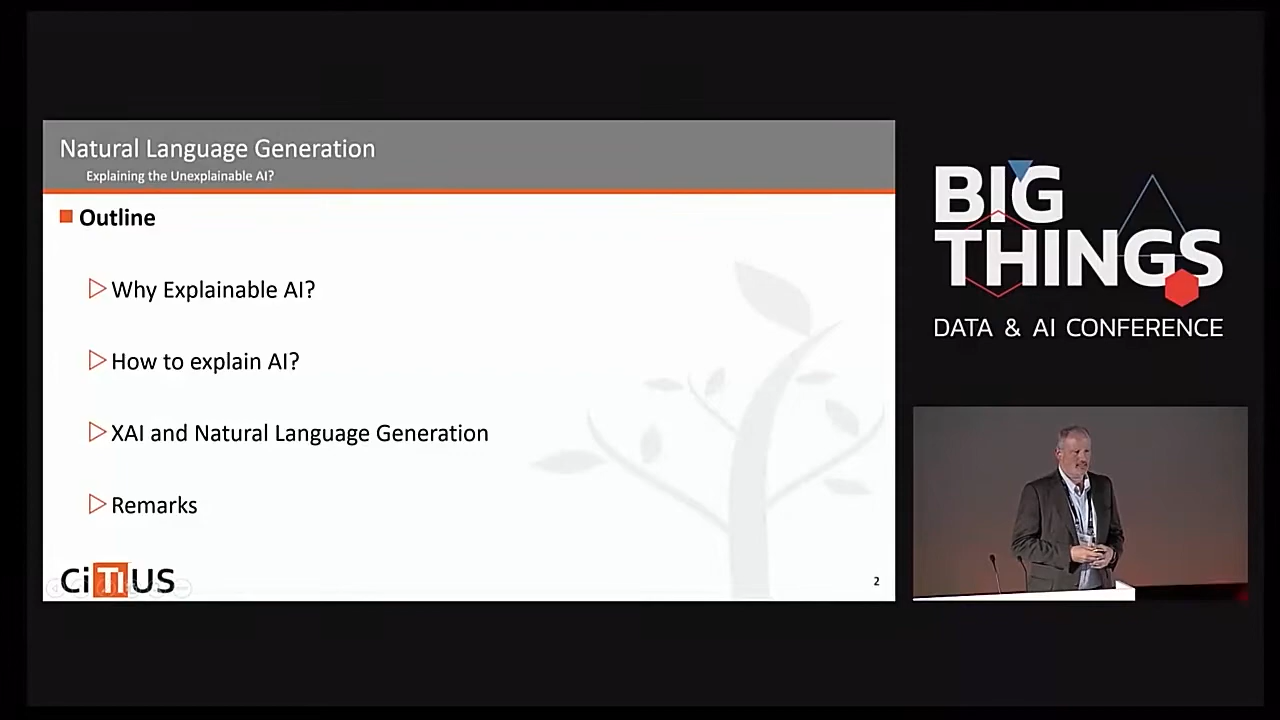 Natural Language Generation
Explaining the Unexplainable AI?
Outline
Why Explainable AI?
How to explain AI?
XAI and Natural Language Generation
Remarks
CiTIUS
2
BIG
THINGS
DATA & AI CONFERENCE